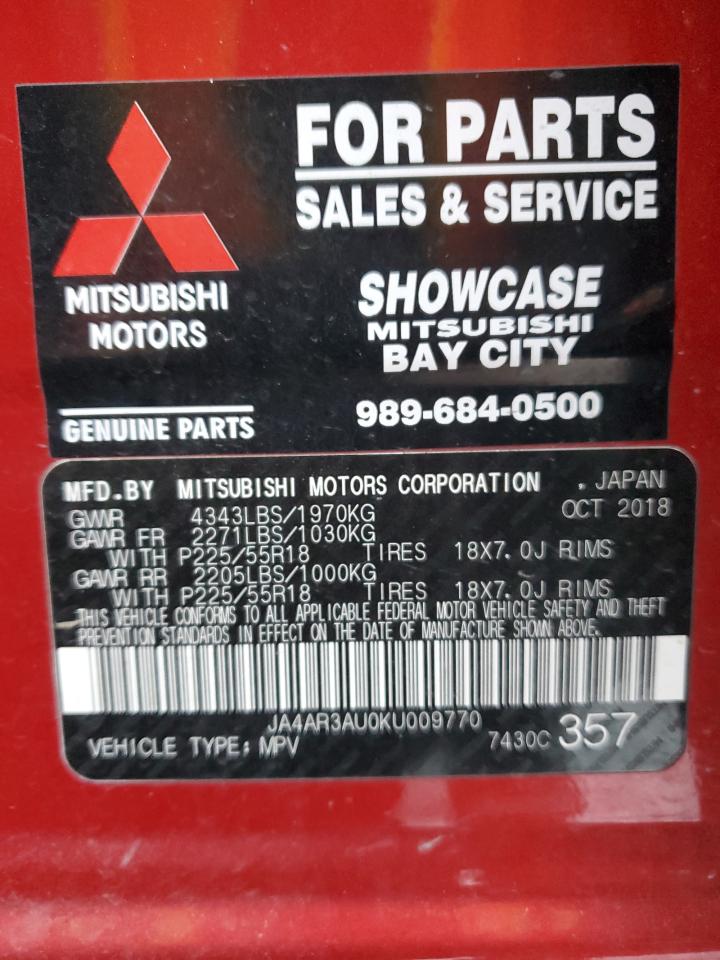 FOR PARTS
SALES & SERVICE
MITSUBISHI
MOTORS
SHOWCASE
MITSUBISHI
BAY CITY
GENUINE PARTS
989-684-0500
MFD.BY MITSUBISHI MOTORS CORPORATION , JAPAN
OCT 2018
GVWR 4343LBS/1970KG
GAWR FR 2271LBS/1030KG
WITH P225/55R18 TIRES 18X7.0J RIMS
GAWR RR 2205LBS/1000KG
WITH P225/55R18 TIRES 18X7.0J RIMS
THIS VEHICLE CONFORMS TO ALL APPLICABLE FEDERAL MOTOR VEHICLE SAFETY AND THEFT
PREVENTION STANDARDS IN EFFECT ON THE DATE OF MANUFACTURE SHOWN ABOVE.
JA4AR3AU0KU009770
VEHICLE TYPE: MPV 7430C 357